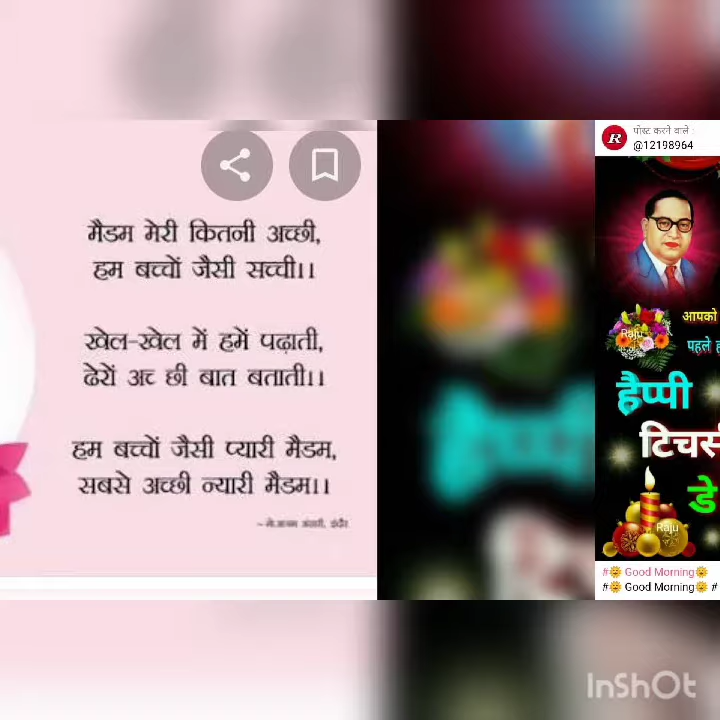 मैडम मेरी कितनी अच्छी,
हम बच्चों जैसी सच्ची।।
खेल-खेल में हमें पढ़ाती,
ढेरों अच छी बात बताती।।
हम बच्चों जैसी प्यारी मैडम,
सबसे अच्छी न्यारी मैडम।।
R
पोस्ट करने वाले :
@12198964
आपको
Raju
पहले
हैप्पी
टिचर्स
डे
Raju
#🌞 Good Morning🌞
#🌞 Good Morning🌞 #
InShOt